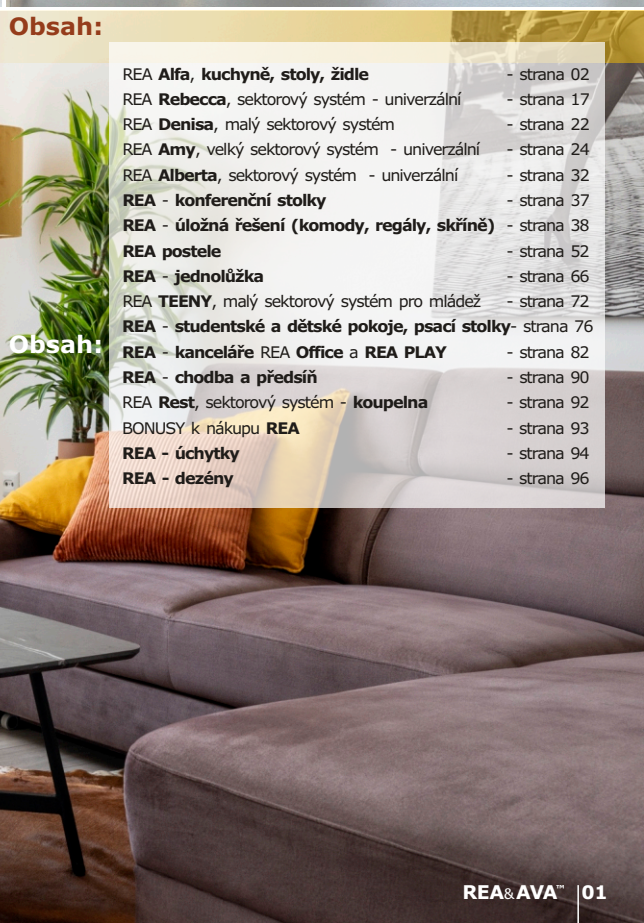 Obsah:
REA Alfa, kuchyně, stoly, židle - strana 02
REA Rebecca, sektorový systém - univerzální - strana 17
REA Denisa, malý sektorový systém - strana 22
REA Amy, velký sektorový systém - univerzální - strana 24
REA Alberta, sektorový systém - univerzální - strana 32
REA - konferenční stolky - strana 37
REA - úložná řešení (komody, regály, skříně) - strana 38
REA postele - strana 52
REA - jednolůžka - strana 66
REA TEENY, malý sektorový systém pro mládež - strana 72
REA - studentské a dětské pokoje, psací stolky- strana 76
Obsah:
REA - kanceláře REA Office a REA PLAY - strana 82
REA - chodba a předsíň - strana 90
REA Rest, sektorový systém - koupelna - strana 92
BONUSY k nákupu REA - strana 93
REA - úchytky - strana 94
REA - dezény - strana 96
REA&AVA™ |01